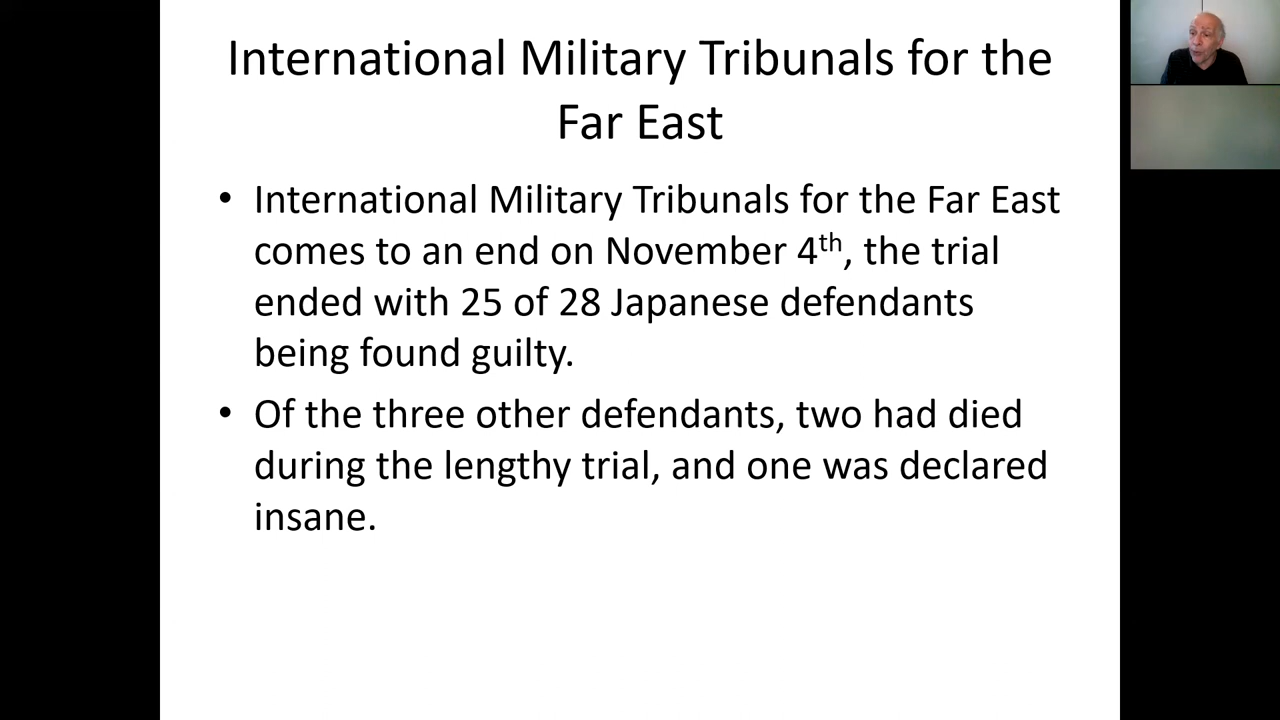 International Military Tribunals for the
Far East
• International Military Tribunals for the Far East
comes to an end on November 4th, the trial
ended with 25 of 28 Japanese defendants
being found guilty.
• Of the three other defendants, two had died
during the lengthy trial, and one was declared
insane.